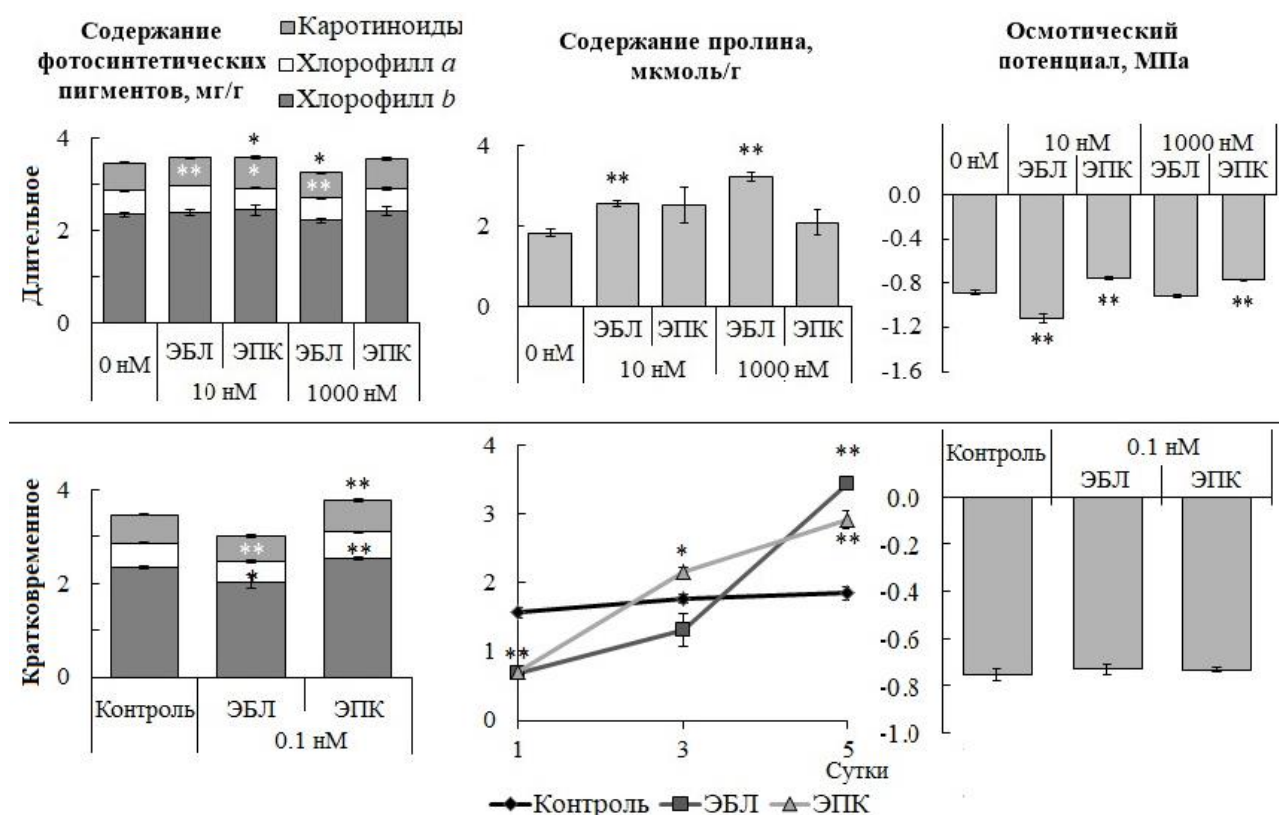 Содержание
фотосинтетических
пигментов, мг/г
Каротиноиды
Хлорофилл a
Хлорофилл b
Содержание пролина,
мкмоль/г
Осмотический
потенциал, МПа
Длительное
4
2
0
* *
** * **
0 нМ
ЭБЛ ЭПК ЭБЛ ЭПК
10 нМ 1000 нМ
4
2
0
** **
0 нМ
ЭБЛ ЭПК ЭБЛ ЭПК
10 нМ 1000 нМ
0 нМ
10 нМ 1000 нМ
ЭБЛ ЭПК ЭБЛ ЭПК
0.0
-0.4
-0.8
-1.2
-1.6
** ** **
Кратковременное
4
2
0
**
** **
*
Контроль ЭБЛ ЭПК
0.1 нМ
4
3
2
1
0
**
*
**
**
1 3 5
Сутки
Контроль ЭБЛ ЭПК
Контроль
0.1 нМ
ЭБЛ ЭПК
0.0
-0.2
-0.4
-0.6
-0.8
-1.0